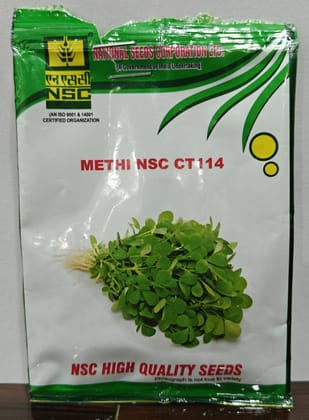 NATIONAL SEEDS CORPORATION LTD.
एन एस सी
NSC
(AN ISO 9001 & 14001
CERTIFIED ORGANIZATION
METHI NSC CT114
NSC HIGH QUALITY SEEDS
is not true to variety